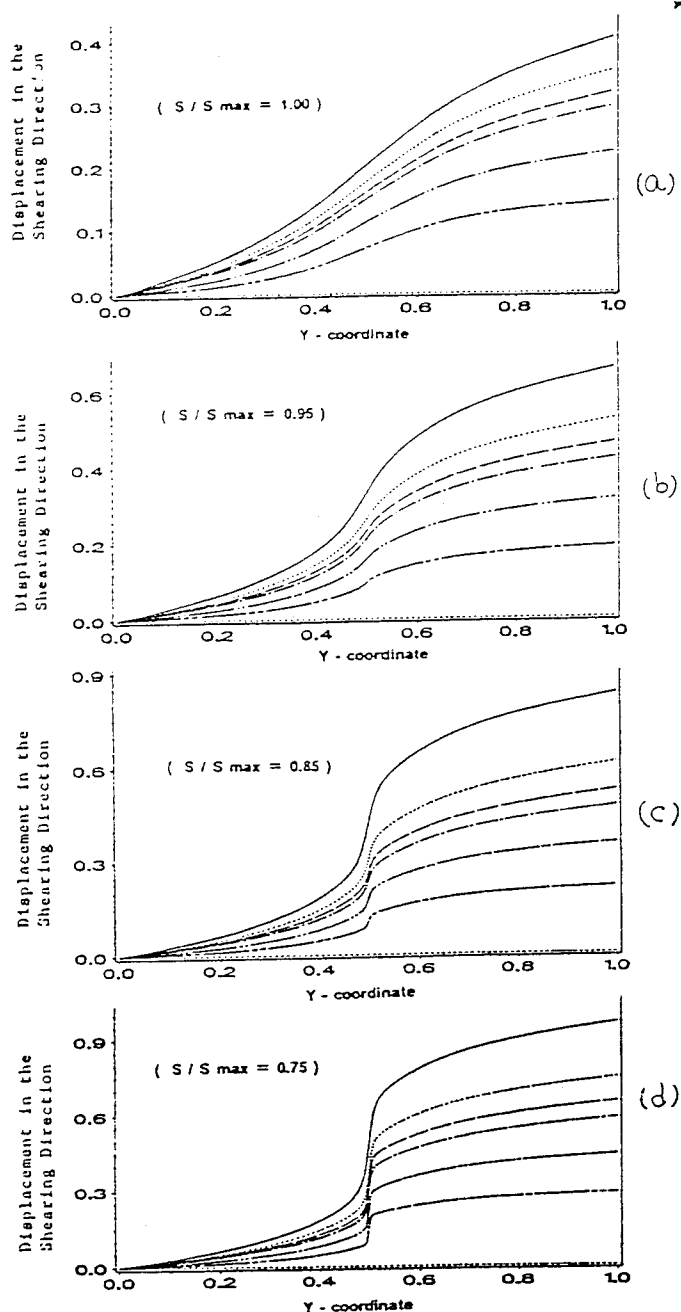 Displacement in the
Shearing Direction
0.4
0.3
0.2
0.1
0.0
( S / S max = 1.00 )
(a)
0.0 0.2 0.4 0.6 0.8 1.0
Y - coordinate
Displacement in the
Shearing Direction
0.6
0.4
0.2
0.0
( S / S max = 0.95 )
(b)
0.0 0.2 0.4 0.6 0.8 1.0
Y - coordinate
Displacement in the
Shearing Direction
0.9
0.6
0.3
0.0
( S / S max = 0.85 )
(c)
0.0 0.2 0.4 0.6 0.8 1.0
Y - coordinate
Displacement in the
Shearing Direction
0.9
0.6
0.3
0.0
( S / S max = 0.75 )
(d)
0.0 0.2 0.4 0.6 0.8 1.0
Y - coordinate